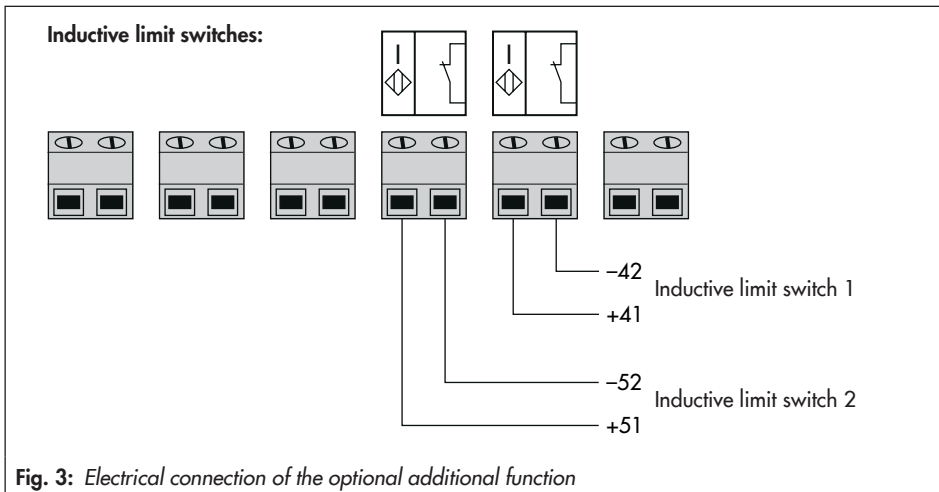 Inductive limit switches:
–42
Inductive limit switch 1
+41
–52
Inductive limit switch 2
+51
Fig. 3: Electrical connection of the optional additional function